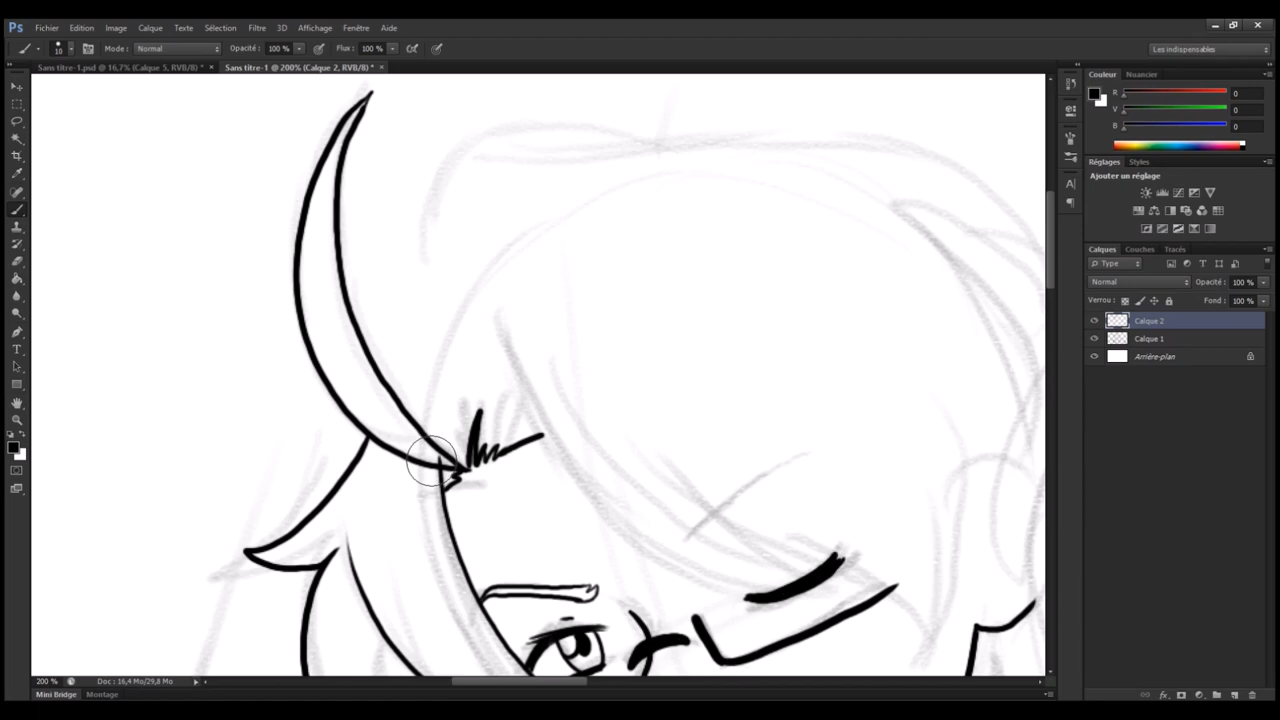 Ps Fichier Edition Image Calque Texte Sélection Filtre 3D Affichage Fenêtre Aide
10 Mode : Normal Opacité : 100 % Flux : 100 % Les indispensables
Sans titre-1.psd @ 16,7% (Calque 5, RVB/8) * × Sans titre-1 @ 200% (Calque 2, RVB/8) * ×
Couleur Nuancier
R 0
V 0
B 0
Réglages Styles
Ajouter un réglage
Calques Couches Tracés
Type
Normal Opacité : 100 %
Verrou : Fond : 100 %
Calque 2
Calque 1
Arrière-plan
200 % Doc : 16,4 Mo/29,8 Mo
Mini Bridge Montage